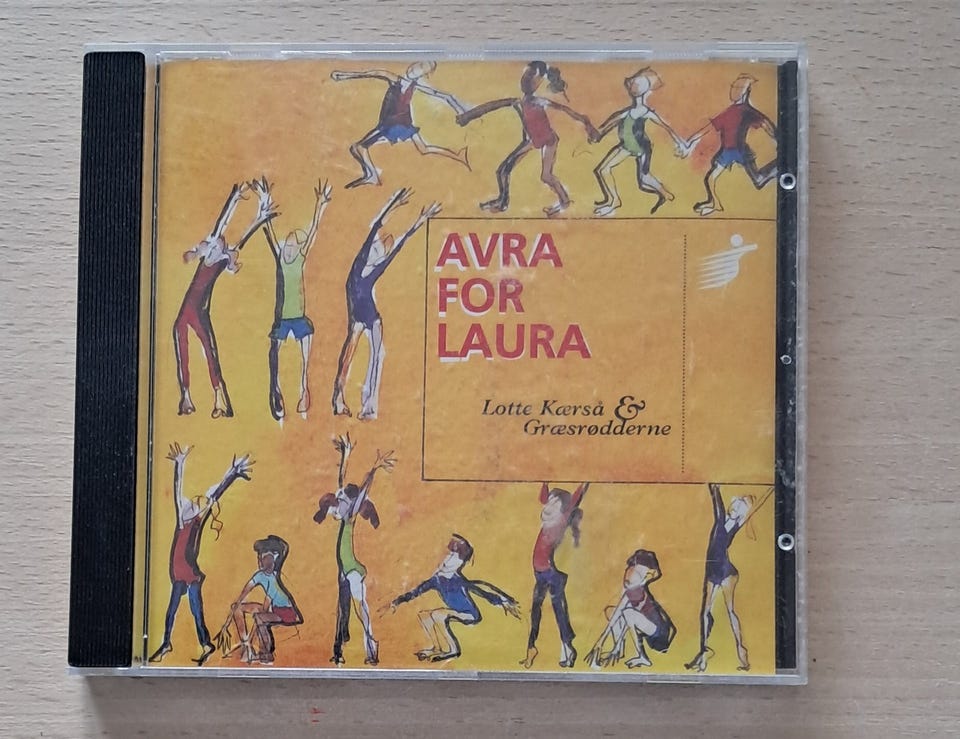 AVRA
FOR
LAURA
Lotte Kærså &
Græsrødderne